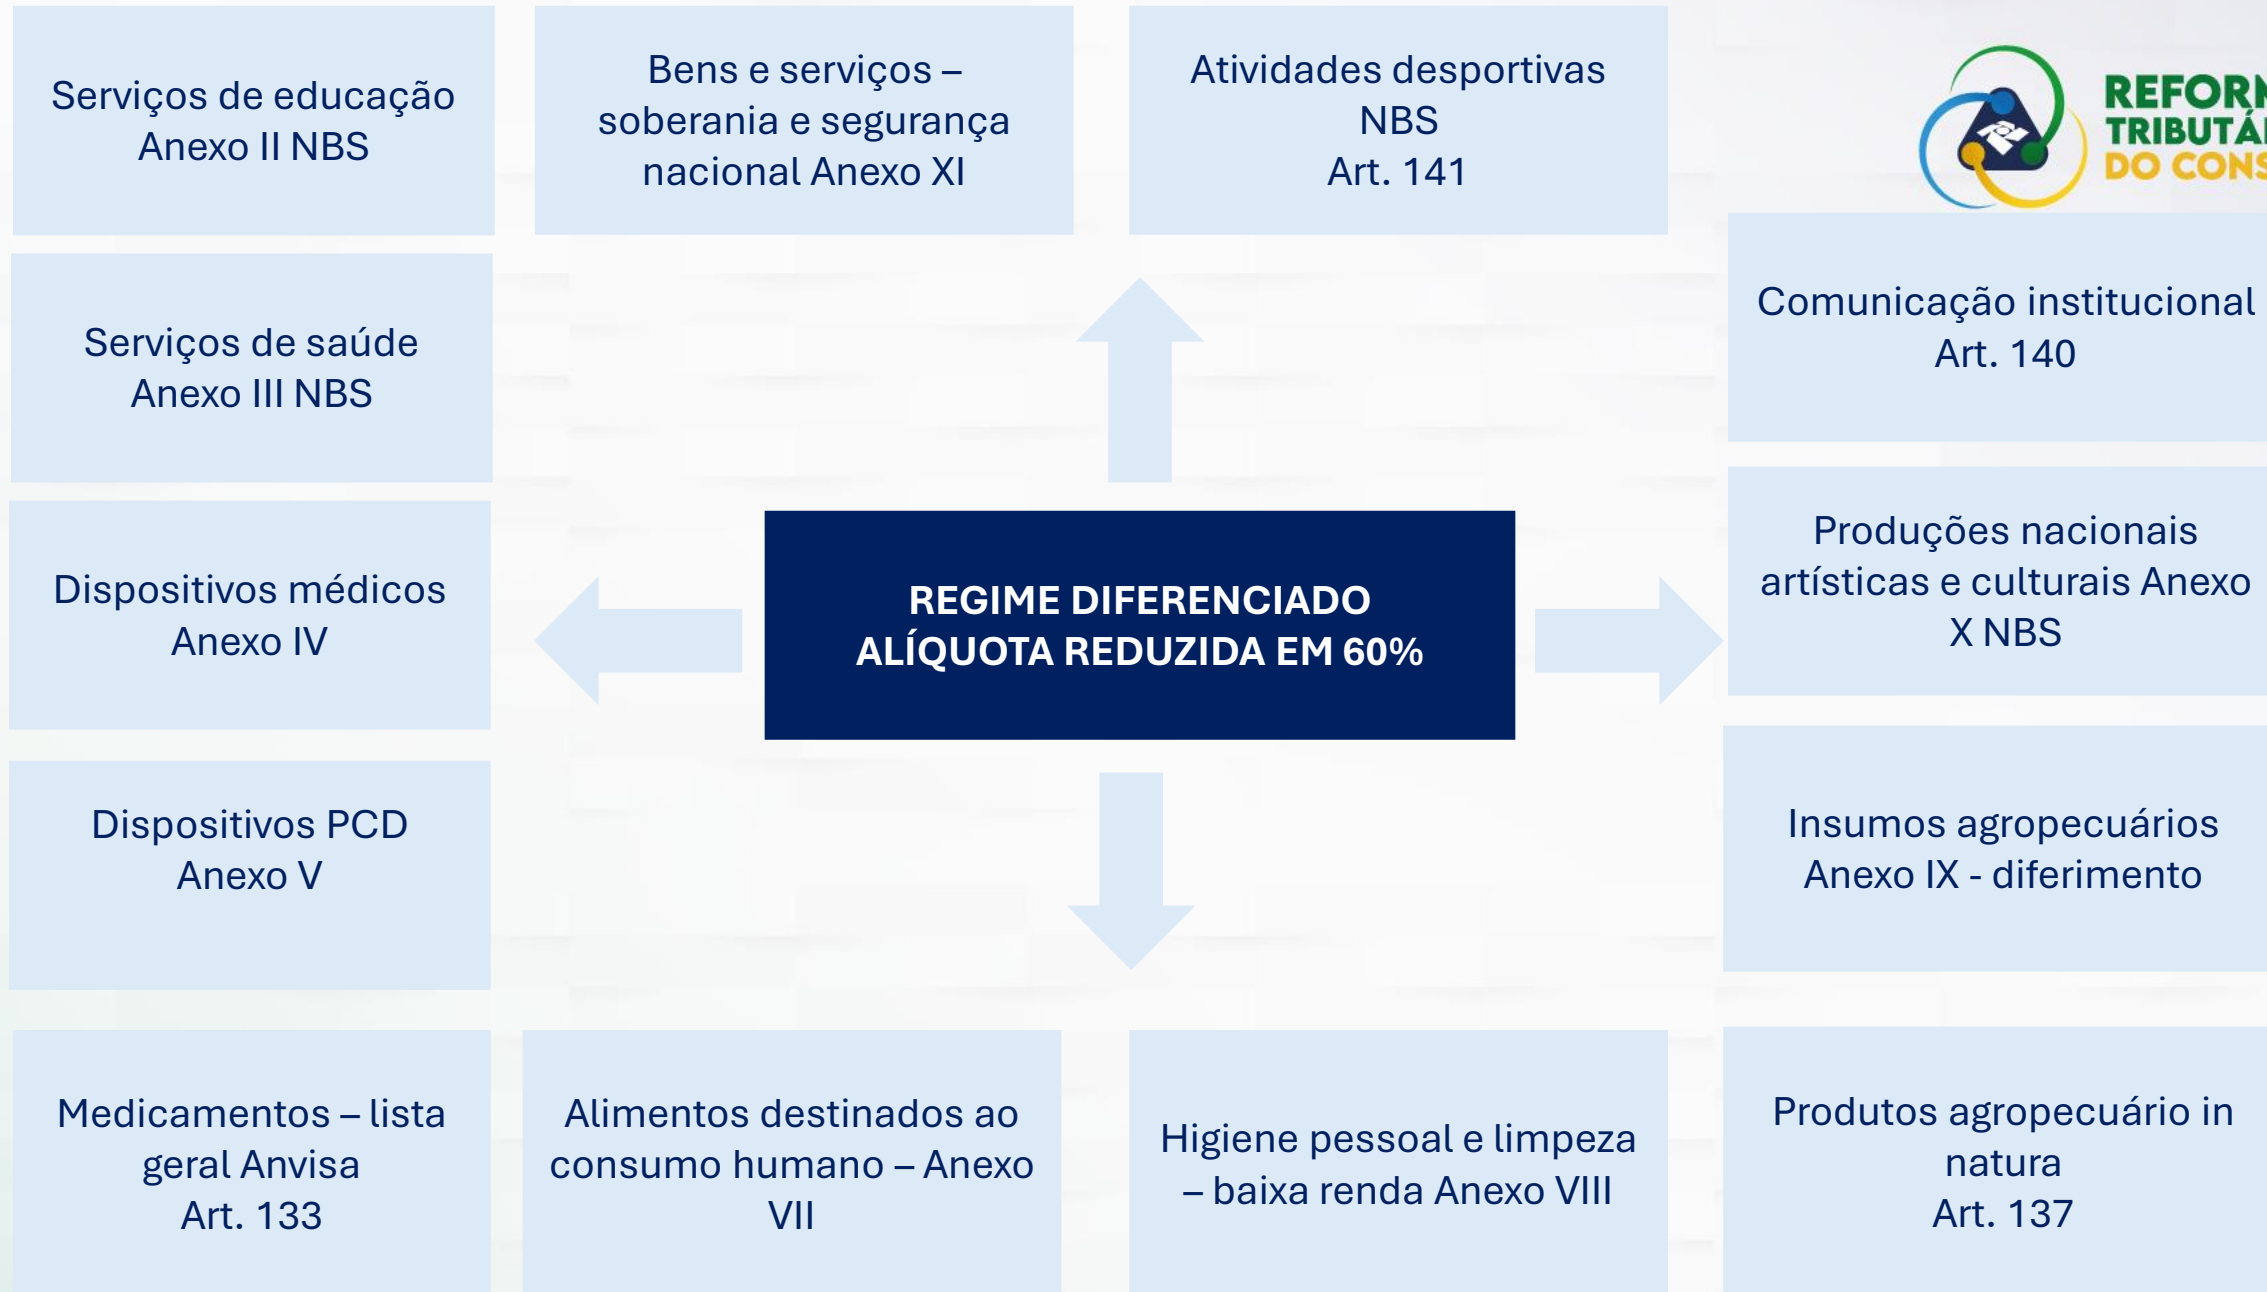 Serviços de educação
Anexo II NBS
Bens e serviços –
soberania e segurança
nacional Anexo XI
Atividades desportivas
NBS
Art. 141
DO
Serviços de saúde
Anexo III NBS
Comunicação institucional
Art. 140
Dispositivos médicos
Anexo IV
REGIME DIFERENCIADO
ALÍQUOTA REDUZIDA EM 60%
Produções nacionais
artísticas e culturais Anexo
X NBS
Dispositivos PCD
Anexo V
Insumos agropecuários
Anexo IX - diferimento
Medicamentos – lista
geral Anvisa
Art. 133
Alimentos destinados ao
consumo humano – Anexo
VII
Higiene pessoal e limpeza
– baixa renda Anexo VIII
Produtos agropecuário in
natura
Art. 137